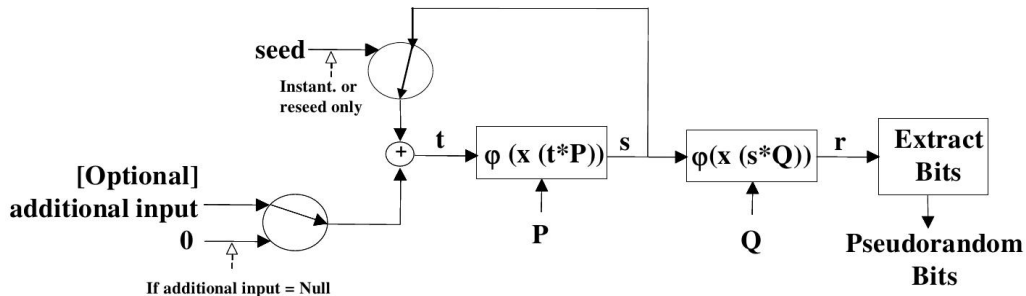 seed
Instant. or
reseed only
[Optional]
additional input
0
If additional input = Null
+
t
φ (x (t*P))
s
P
φ(x (s*Q))
r
Q
Extract
Bits
Pseudorandom
Bits